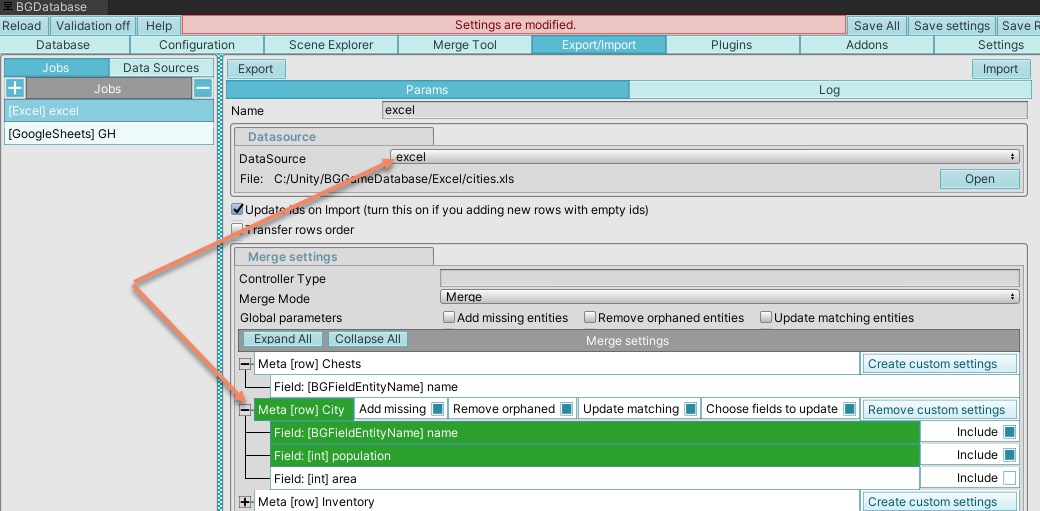 BGDatabase
Reload Validation off Help Settings are modified. Save All Save settings Save R
Database Configuration Scene Explorer Merge Tool Export/Import Plugins Addons Settings
Jobs Data Sources
Jobs
[Excel] excel
[GoogleSheets] GH
Export Import
Params Log
Name excel
Datasource
DataSource excel
File: C:/Unity/BGGameDatabase/Excel/cities.xls Open
Update ids on Import (turn this on if you adding new rows with empty ids)
Transfer rows order
Merge settings
Controller Type
Merge Mode Merge
Global parameters Add missing entities Remove orphaned entities Update matching entities
Expand All Collapse All Merge settings
Meta [row] Chests Create custom settings
Field: [BGFieldEntityName] name
Meta [row] City Add missing Remove orphaned Update matching Choose fields to update Remove custom settings
Field: [BGFieldEntityName] name Include
Field: [int] population Include
Field: [int] area Include
Meta [row] Inventory Create custom settings